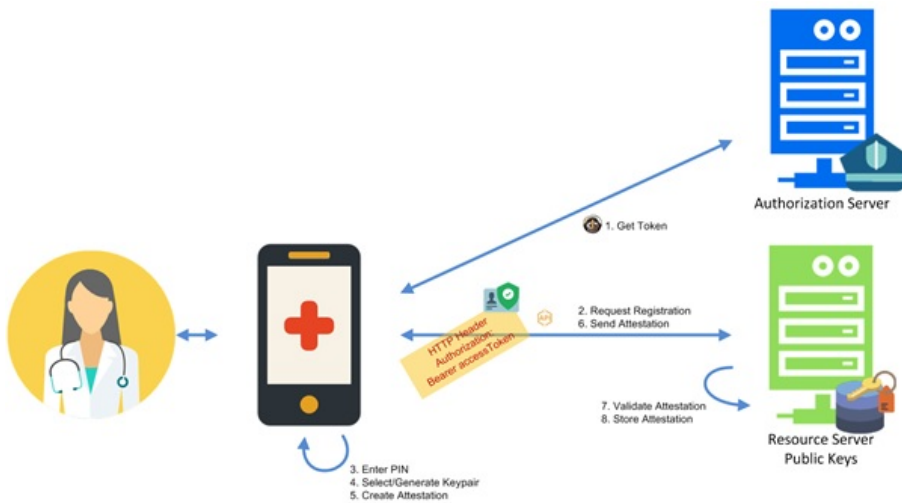 Authorization Server
1. Get Token
2. Request Registration
6. Send Attestation
HTTP Header
Authorization:
Bearer accessToken
API
7. Validate Attestation
8. Store Attestation
Resource Server
Public Keys
3. Enter PIN
4. Select/Generate Keypair
5. Create Attestation